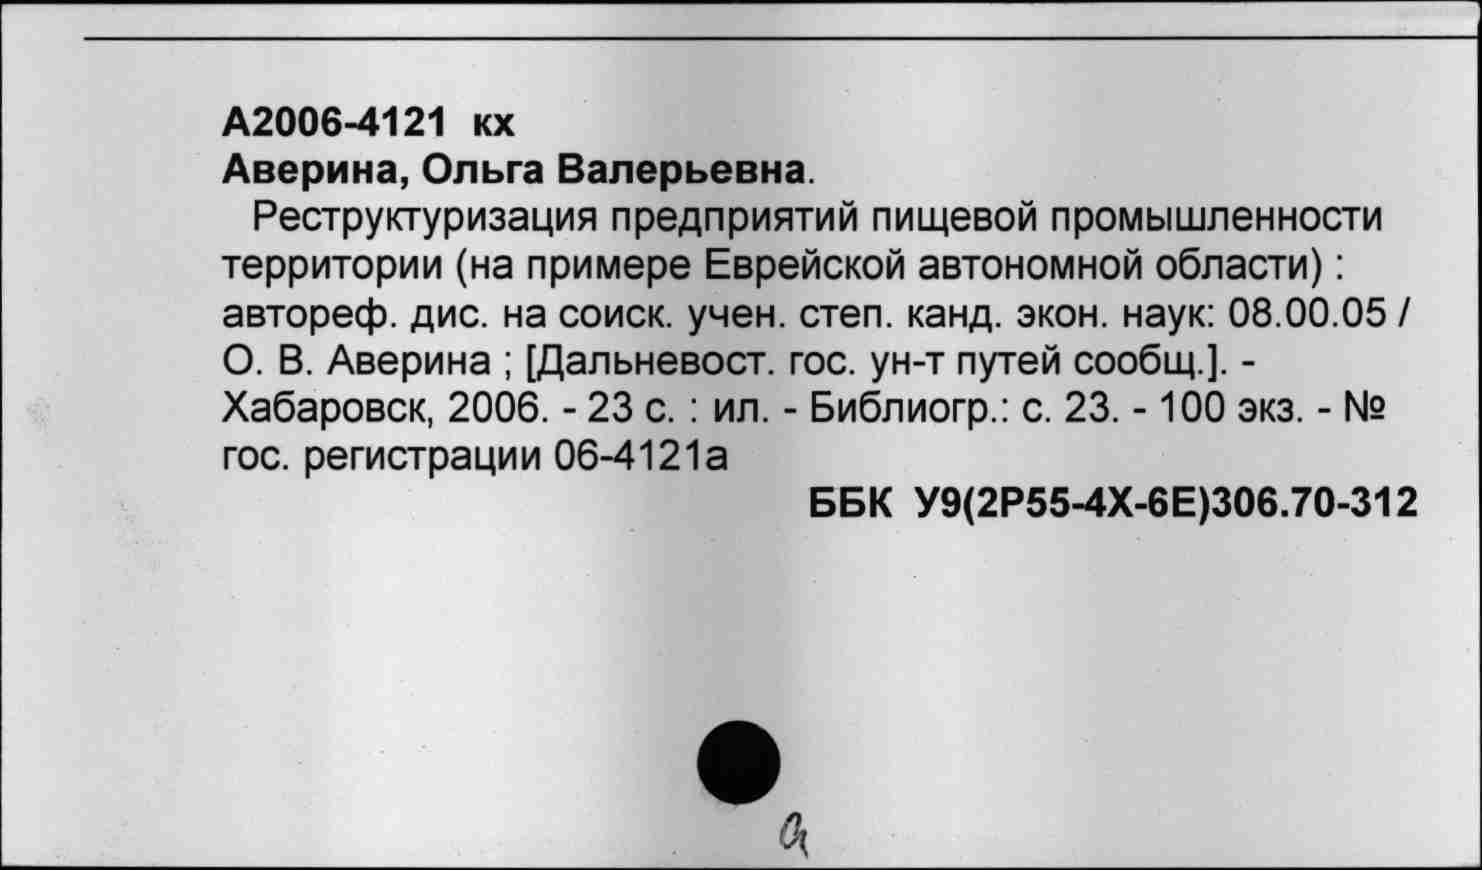 А2006-4121 кх
Аверина, Ольга Валерьевна.
Реструктуризация предприятий пищевой промышленности
территории (на примере Еврейской автономной области) :
автореф. дис. на соиск. учен. степ. канд. экон. наук: 08.00.05 /
О. В. Аверина ; [Дальневост. гос. ун-т путей сообщ.]. -
Хабаровск, 2006. - 23 с. : ил. - Библиогр.: с. 23. - 100 экз. - №
гос. регистрации 06-4121а
ББК У9(2Р55-4Х-6Е)306.70-312